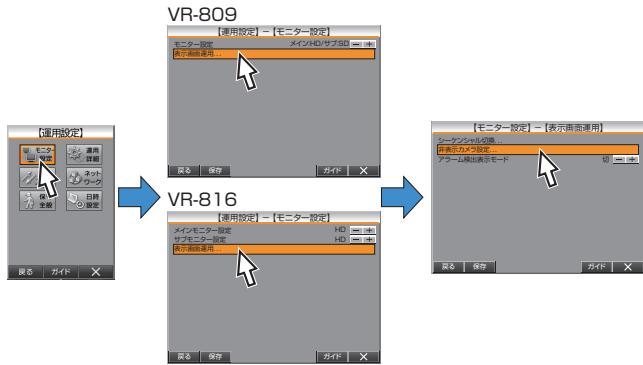 VR-809
【運用設定】－【モニター設定】
モニター設定 メイン:HD/サブ:SD － ＋
表示画面運用...
戻る 保存 ガイド ×
【運用設定】
モニター設定 運用詳細
ネットワーク
保 全般 日時設定
戻る ガイド ×
VR-816
【運用設定】－【モニター設定】
メインモニター設定 HD － ＋
サブモニター設定 HD － ＋
表示画面運用...
戻る 保存 ガイド ×
【モニター設定】－【表示画面運用】
シーケンシャル切換...
非表示カメラ設定...
アラーム検出表示モード 切 － ＋
戻る 保存 ガイド ×